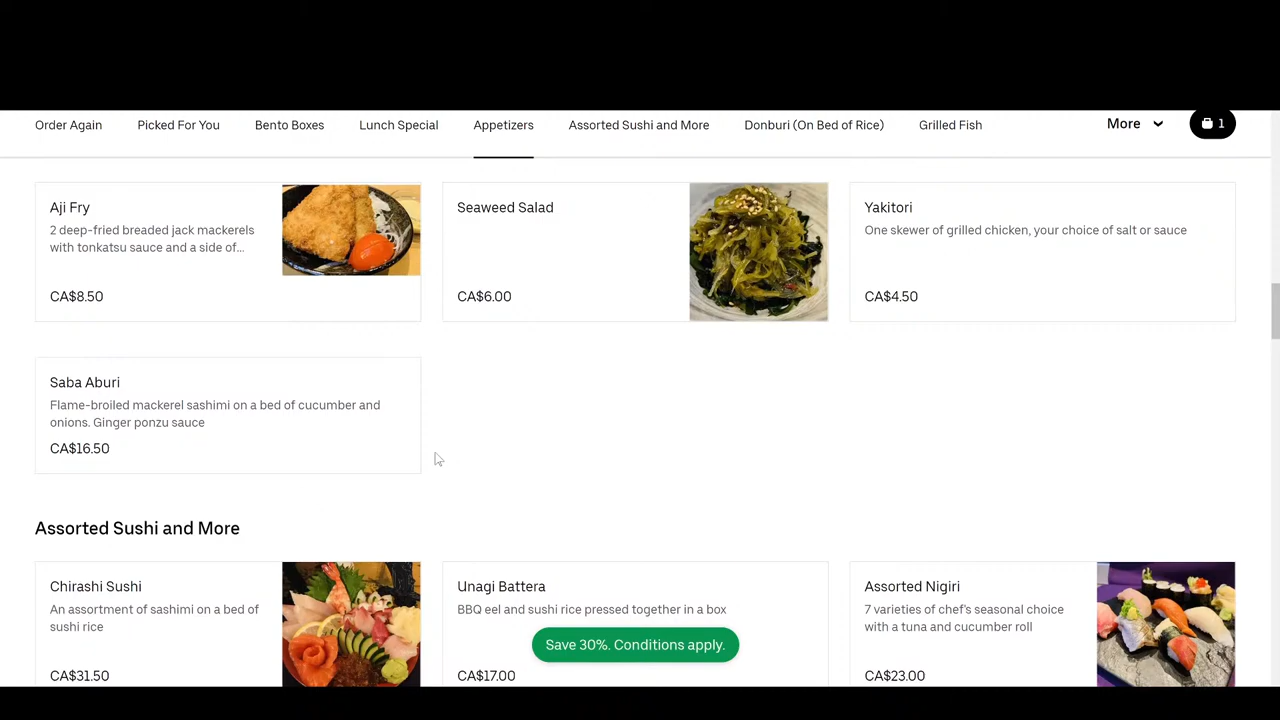 Order Again
Picked For You
Bento Boxes
Lunch Special
Appetizers
Assorted Sushi and More
Donburi (On Bed of Rice)
Grilled Fish
More
1
Aji Fry
2 deep-fried breaded jack mackerels
with tonkatsu sauce and a side of...
CA$8.50
Seaweed Salad
CA$6.00
Yakitori
One skewer of grilled chicken, your choice of salt or sauce
CA$4.50
Saba Aburi
Flame-broiled mackerel sashimi on a bed of cucumber and
onions. Ginger ponzu sauce
CA$16.50
Assorted Sushi and More
Chirashi Sushi
An assortment of sashimi on a bed of
sushi rice
CA$31.50
Unagi Battera
BBQ eel and sushi rice pressed together in a box
CA$17.00
Assorted Nigiri
7 varieties of chef's seasonal choice
with a tuna and cucumber roll
CA$23.00
Save 30%. Conditions apply.